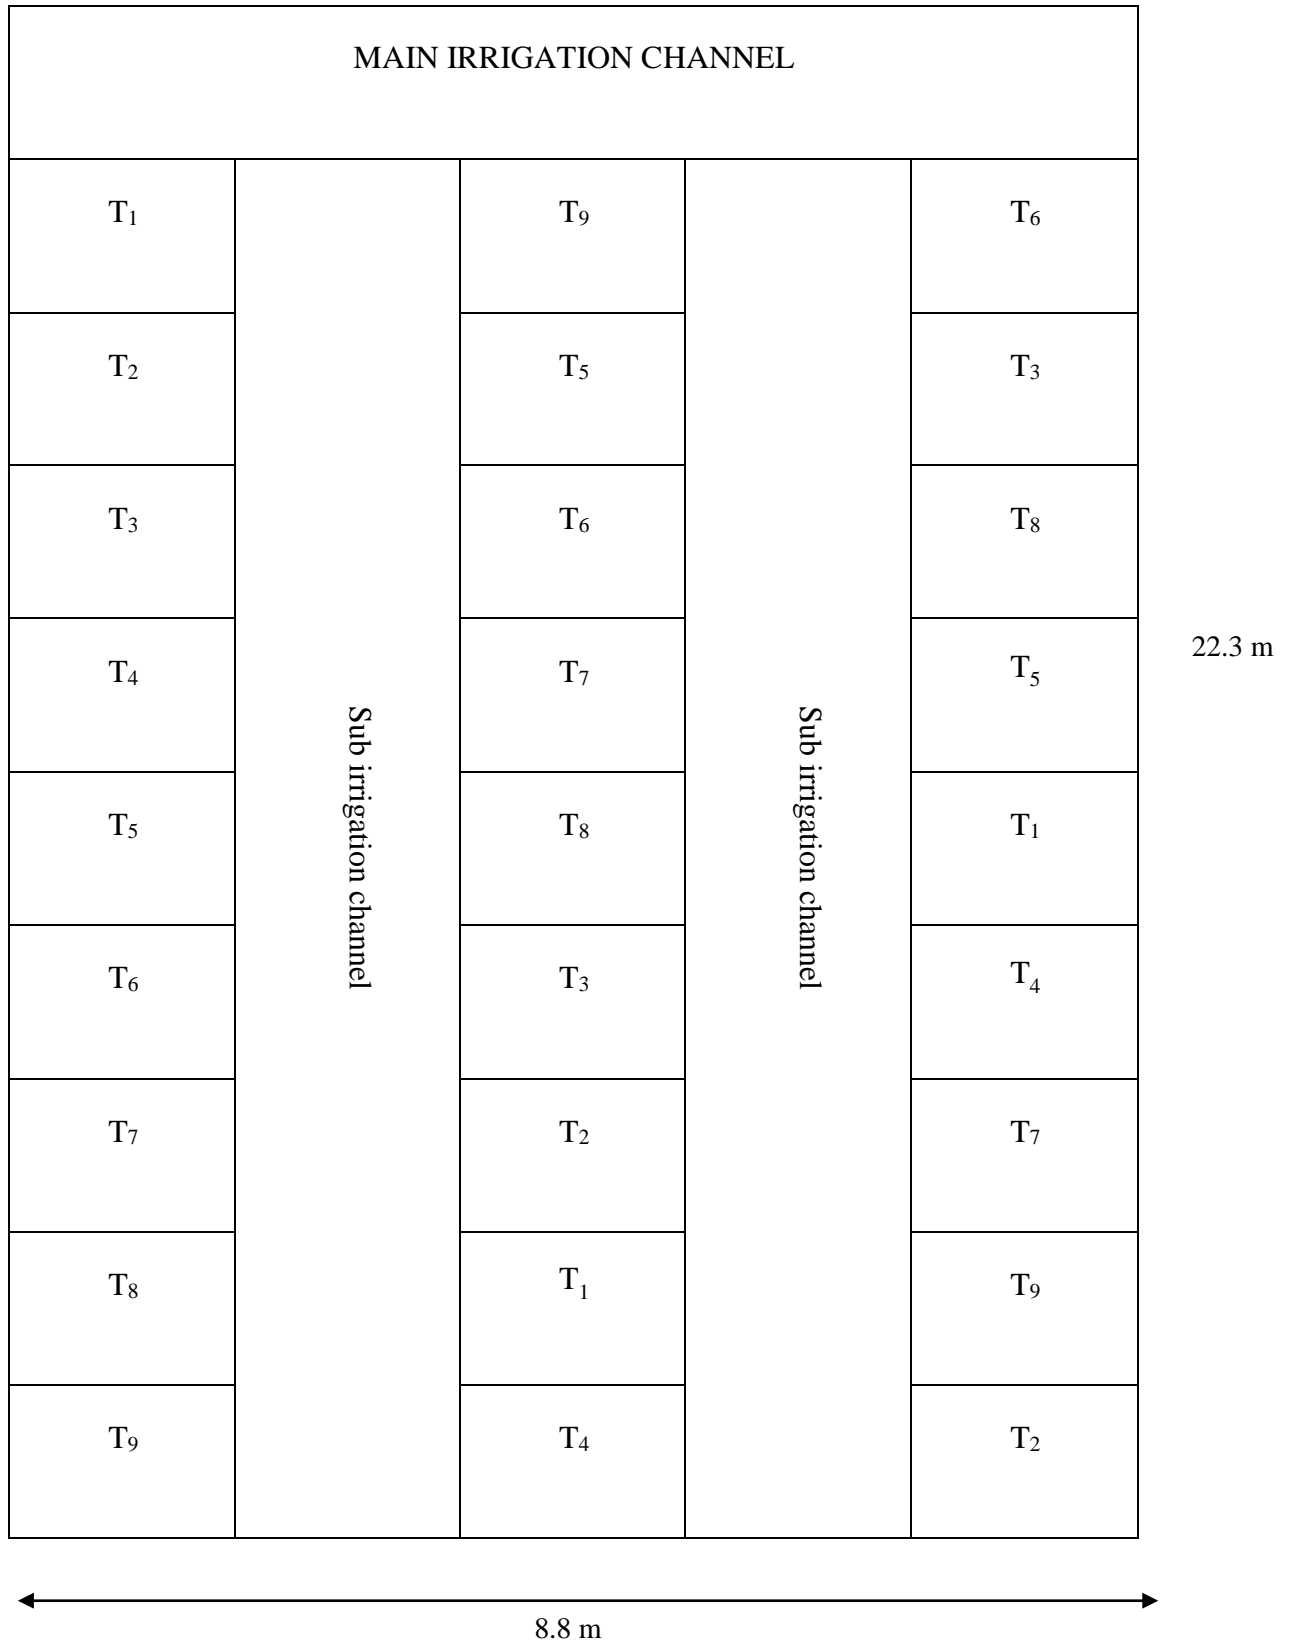 MAIN IRRIGATION CHANNEL
T₁ T₉ T₆
T₂ T₅ T₃
T₃ T₆ T₈
T₄ T₇ T₅
T₅ T₈ T₁
T₆ T₃ T₄
T₇ T₂ T₇
T₈ T₁ T₉
T₉ T₄ T₂
Sub irrigation channel
Sub irrigation channel
22.3 m
8.8 m